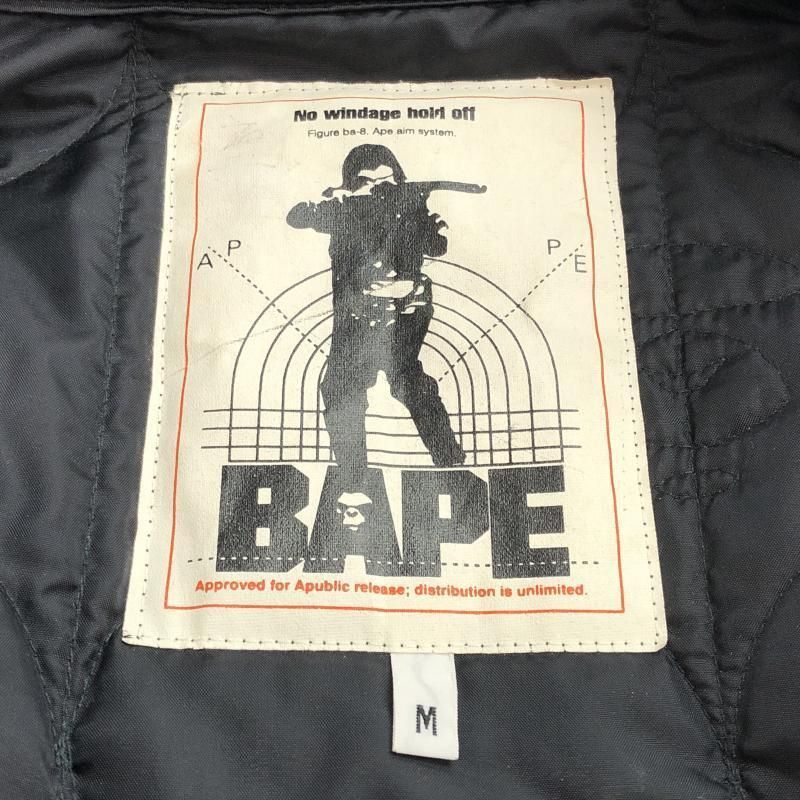 No windage hold off
Figure ba-8. Ape aim system.
A P P E
BAPE
Approved for Apublic release; distribution is unlimited.
M